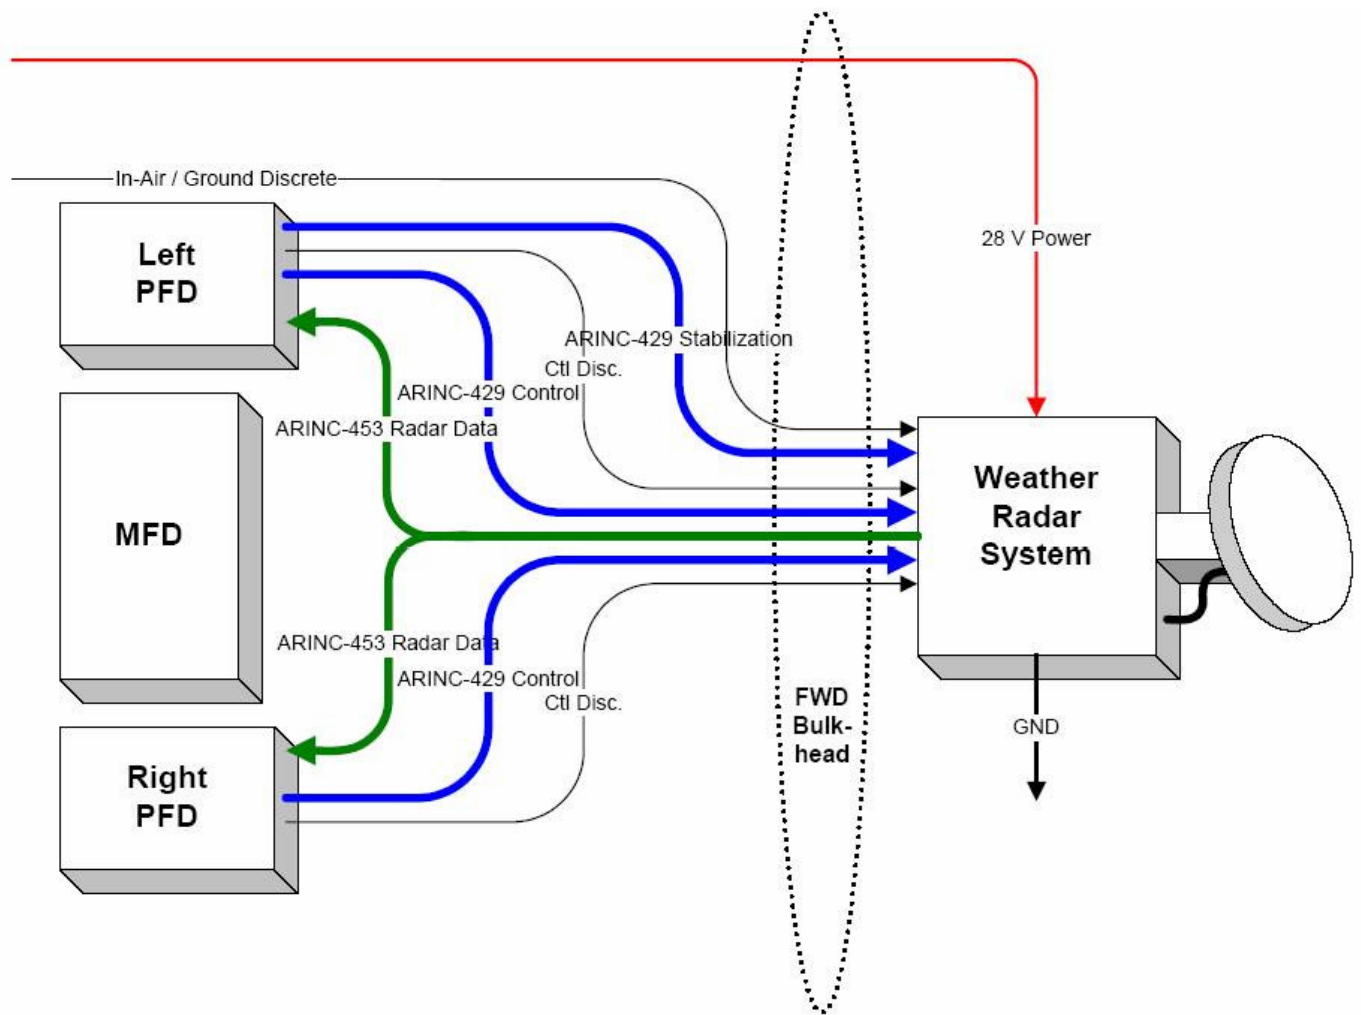 In-Air / Ground Discrete
Left
PFD
28 V Power
ARINC-429 Stabilization
Ctl Disc.
ARINC-429 Control
ARINC-453 Radar Data
MFD
Weather
Radar
System
ARINC-453 Radar Data
ARINC-429 Control
Ctl Disc.
FWD
Bulk-
head
GND
Right
PFD